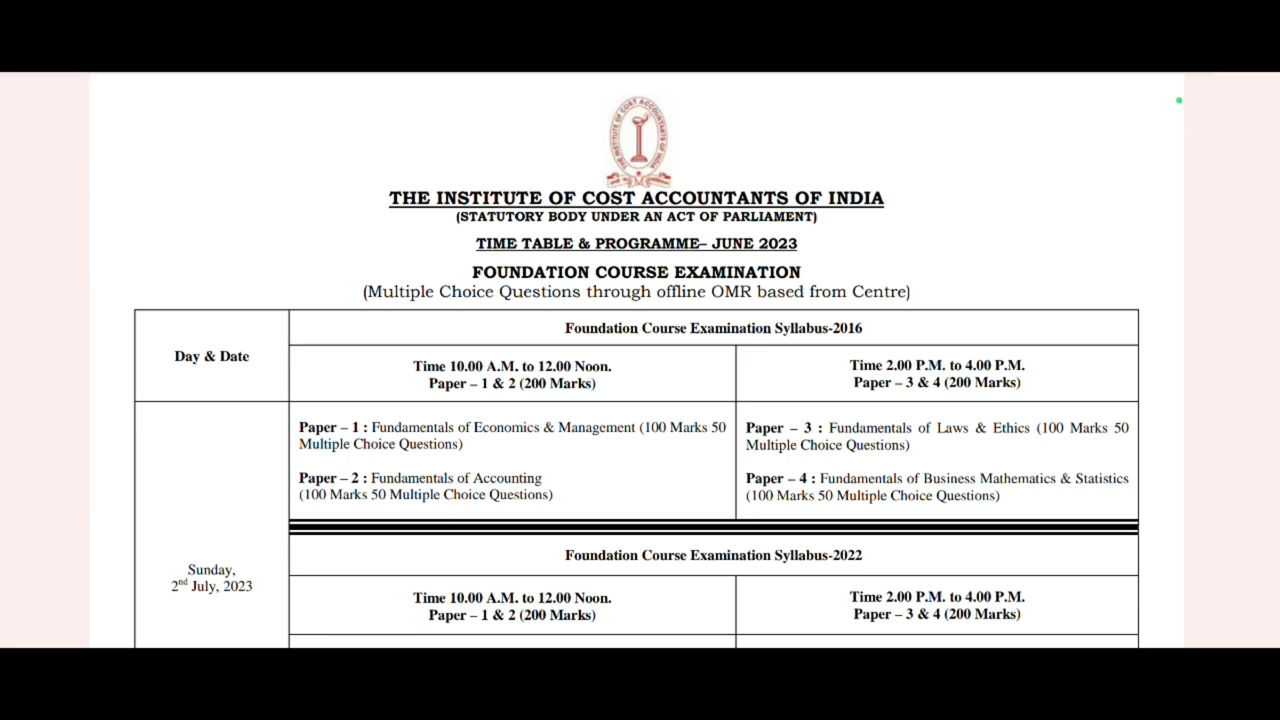 THE INSTITUTE OF COST ACCOUNTANTS OF INDIA
THE INSTITUTE OF COST ACCOUNTANTS OF INDIA
(STATUTORY BODY UNDER AN ACT OF PARLIAMENT)
TIME TABLE & PROGRAMME– JUNE 2023
FOUNDATION COURSE EXAMINATION
(Multiple Choice Questions through offline OMR based from Centre)
Day & Date
Foundation Course Examination Syllabus-2016
Time 10.00 A.M. to 12.00 Noon.
Paper – 1 & 2 (200 Marks)
Time 2.00 P.M. to 4.00 P.M.
Paper – 3 & 4 (200 Marks)
Sunday,
2nd July, 2023
Paper – 1 : Fundamentals of Economics & Management (100 Marks 50
Multiple Choice Questions)
Paper – 2 : Fundamentals of Accounting
(100 Marks 50 Multiple Choice Questions)
Paper – 3 : Fundamentals of Laws & Ethics (100 Marks 50
Multiple Choice Questions)
Paper – 4 : Fundamentals of Business Mathematics & Statistics
(100 Marks 50 Multiple Choice Questions)
Foundation Course Examination Syllabus-2022
Time 10.00 A.M. to 12.00 Noon.
Paper – 1 & 2 (200 Marks)
Time 2.00 P.M. to 4.00 P.M.
Paper – 3 & 4 (200 Marks)